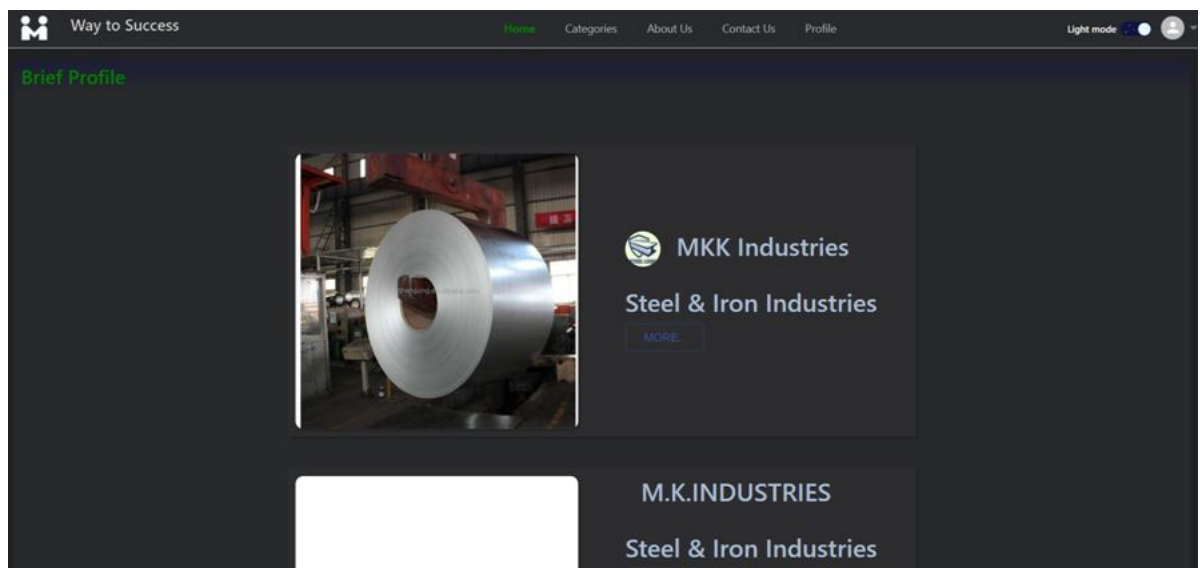 Way to Success
Home
Categories
About Us
Contact Us
Profile
Light mode
Brief Profile
MKK Industries
Steel & Iron Industries
MORE..
M.K.INDUSTRIES
Steel & Iron Industries